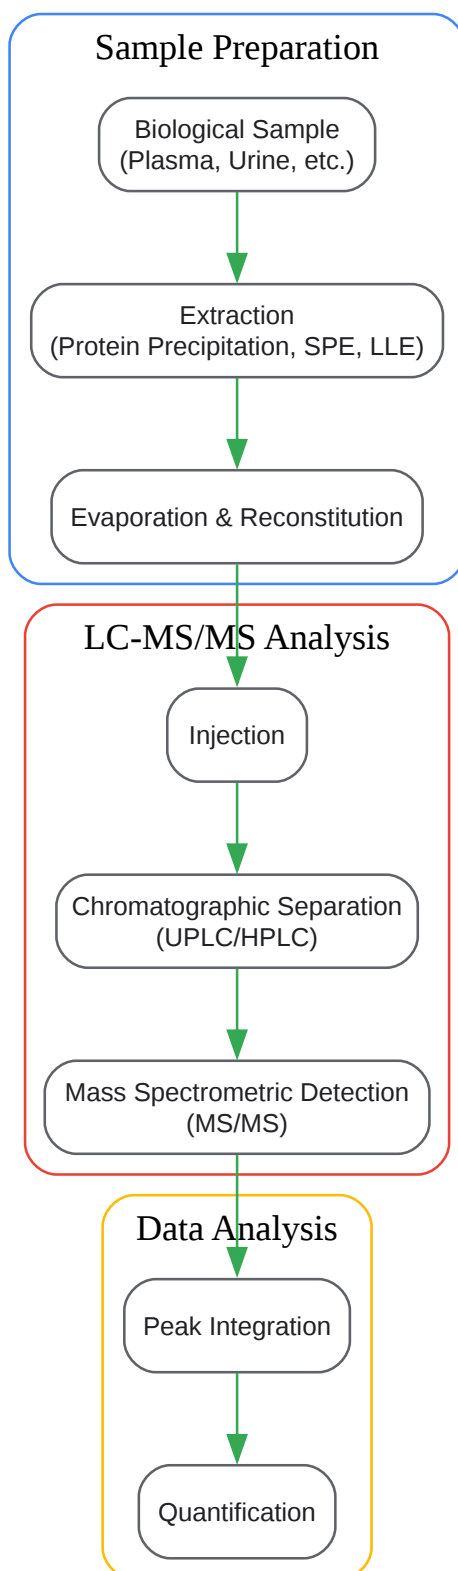 Sample Preparation
Biological Sample
(Plasma, Urine, etc.)
Extraction
(Protein Precipitation, SPE, LLE)
Evaporation & Reconstitution
LC-MS/MS Analysis
Injection
Chromatographic Separation
(UPLC/HPLC)
Mass Spectrometric Detection
(MS/MS)
Data Analysis
Peak Integration
Quantification